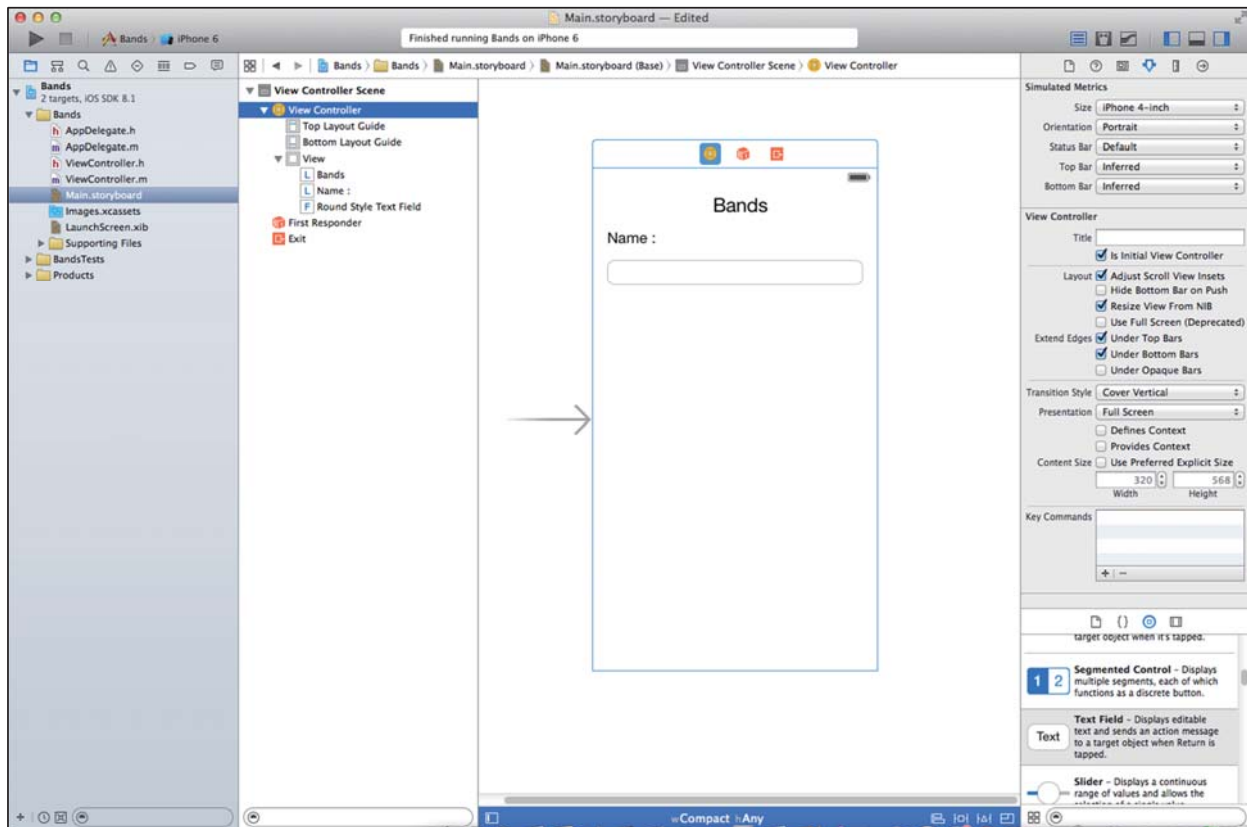 Main.storyboard — Edited
Bands
iPhone 6
Finished running Bands on iPhone 6
Bands
Bands
Main.storyboard
Main.storyboard (Base)
View Controller Scene
View Controller
Bands
2 targets, iOS SDK 8.1
Bands
h AppDelegate.h
m AppDelegate.m
h ViewController.h
m ViewController.m
Main.storyboard
Images.xcassets
LaunchScreen.xib
Supporting Files
BandsTests
Products
View Controller Scene
View Controller
Top Layout Guide
Bottom Layout Guide
View
L Bands
L Name :
F Round Style Text Field
First Responder
Exit
Bands
Name :
wCompact hAny
Simulated Metrics
Size iPhone 4-inch
Orientation Portrait
Status Bar Default
Top Bar Inferred
Bottom Bar Inferred
View Controller
Title
Is Initial View Controller
Layout Adjust Scroll View Insets
Hide Bottom Bar on Push
Resize View From NIB
Use Full Screen (Deprecated)
Extend Edges Under Top Bars
Under Bottom Bars
Under Opaque Bars
Transition Style Cover Vertical
Presentation Full Screen
Defines Context
Provides Context
Content Size Use Preferred Explicit Size
320 568
Width Height
Key Commands
+ −
{ }
target object when it's tapped.
1 2
Segmented Control – Displays
multiple segments, each of which
functions as a discrete button.
Text
Text Field – Displays editable
text and sends an action message
to a target object when Return is
tapped.
Slider – Displays a continuous
range of values and allows the
selection of a single value